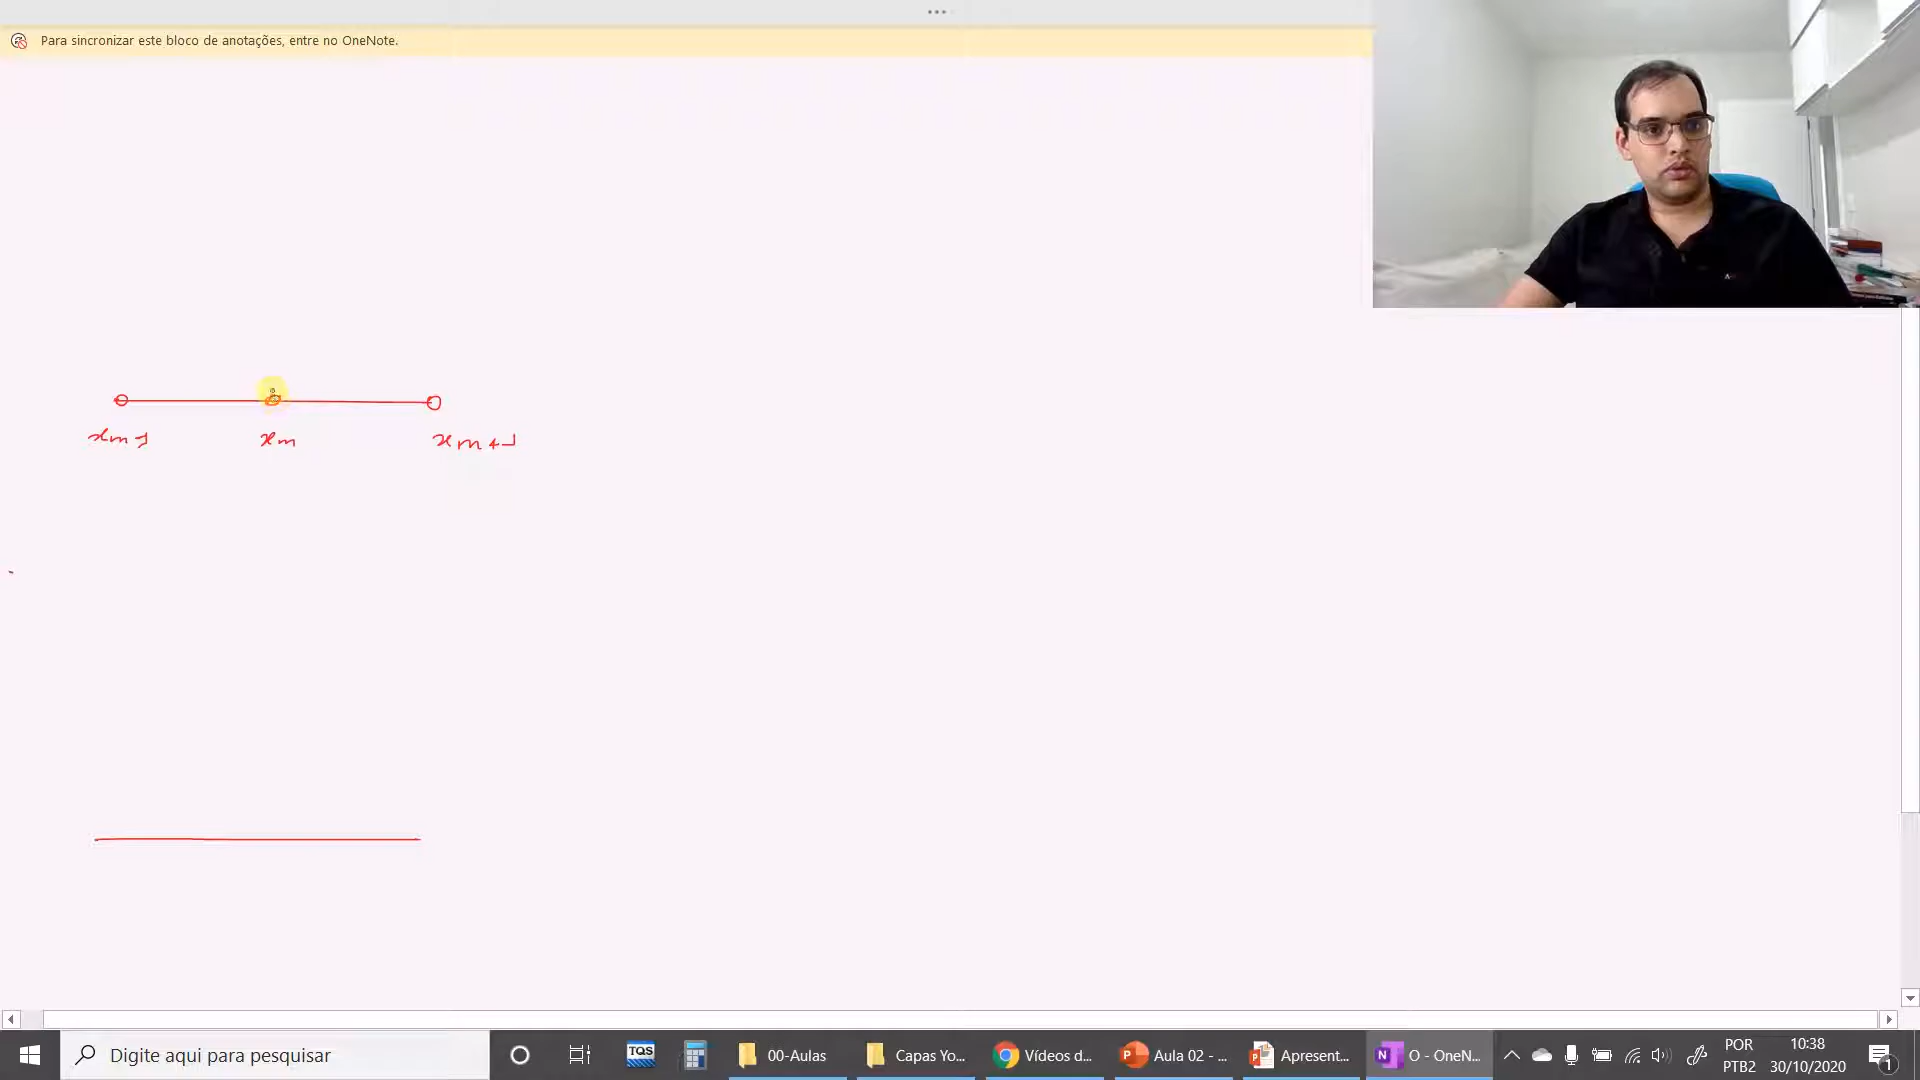 Para sincronizar este bloco de anotações, entre no OneNote.
xm-1 xm xm+1
Digite aqui para pesquisar
TQS
00-Aulas
Capas Yo...
Vídeos d...
Aula 02 - ...
Apresent...
O - OneN...
POR
PTB2
10:38
30/10/2020
1